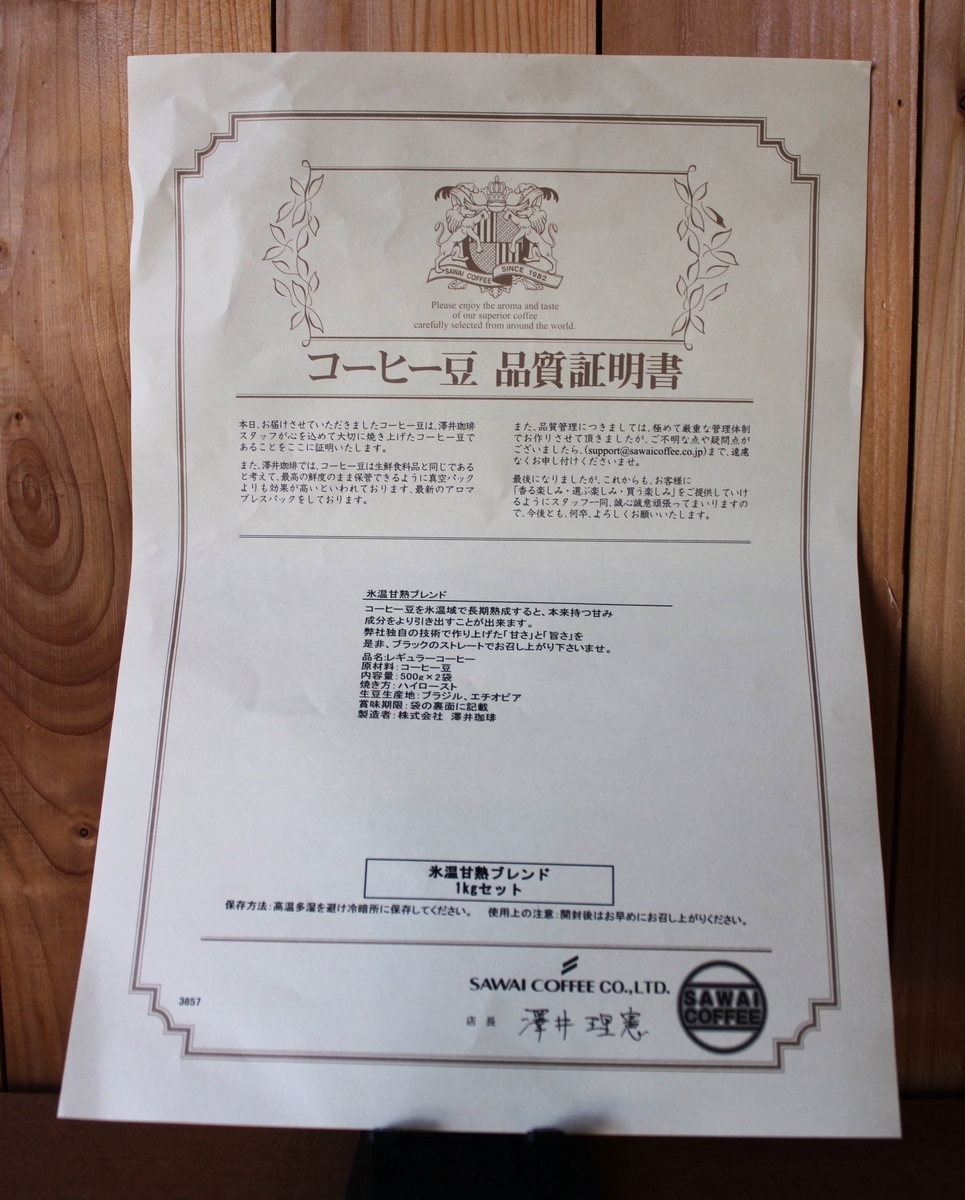 SAWAI COFFEE SINCE 1982
Please enjoy the aroma and taste
of our superior coffee
carefully selected from around the world.
コーヒー豆 品質証明書
本日、お届けさせていただきましたコーヒー豆は、澤井珈琲
スタッフが心を込めて大切に焼き上げたコーヒー豆で
あることをここに証明いたします。
また、澤井珈琲では、コーヒー豆は生鮮食料品と同じである
と考えて、最高の鮮度のまま保管できるように真空パック
よりも効果が高いといわれております、最新のアロマ
プレスパックをしております。
また、品質管理につきましては、極めて厳重な管理体制
でお作りさせて頂きましたが、ご不明な点や疑問点が
ございましたら、(support@sawaicoffee.co.jp)まで、遠慮
なくお申し付けくださいませ。
最後になりましたが、これからも、お客様に
「香る楽しみ・選ぶ楽しみ・買う楽しみ」をご提供していけ
るようにスタッフ一同、誠心誠意頑張ってまいりますの
で、今後とも、何卒、よろしくお願いいたします。
氷温甘熟ブレンド
コーヒー豆を氷温域で長期熟成すると、本来持つ甘み
成分をより引き出すことが出来ます。
弊社独自の技術で作り上げた「甘さ」と「旨さ」を
是非、ブラックのストレートでお召し上がり下さいませ。
品名:レギュラーコーヒー
原材料:コーヒー豆
内容量:500g×2袋
焼き方:ハイロースト
生豆生産地:ブラジル、エチオピア
賞味期限:袋の裏面に記載
製造者:株式会社 澤井珈琲
氷温甘熟ブレンド
1kgセット
保存方法:高温多湿を避け冷暗所に保存してください。 使用上の注意:開封後はお早めにお召し上がりください。
3857
SAWAI COFFEE CO.,LTD.
店長 澤井理憲
SAWAI
COFFEE